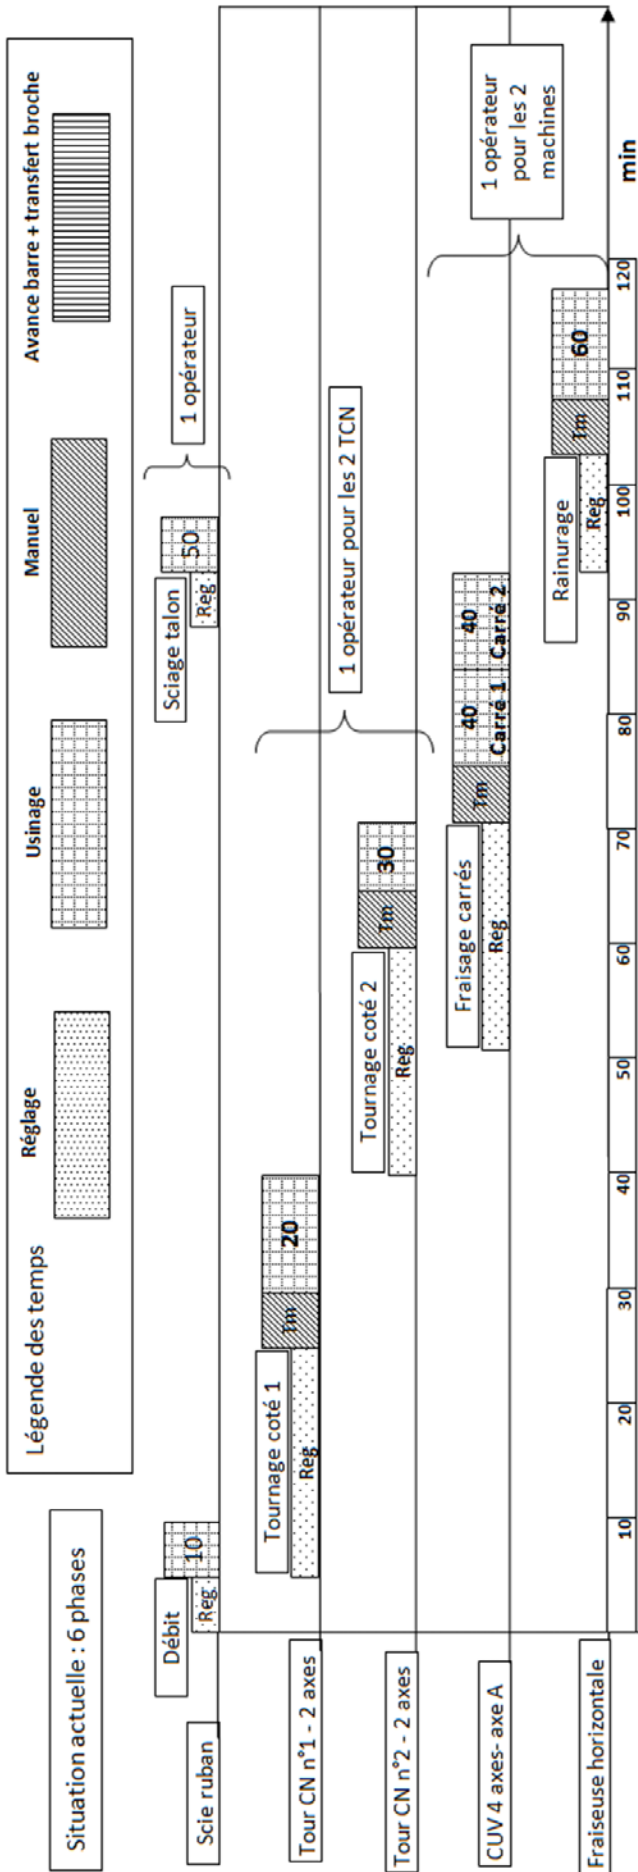 Situation actuelle : 6 phases
Légende des temps
Réglage
Usinage
Manuel
Avance barre + transfert broche
Scie ruban
Débit
Reg
10
Sciage talon
Reg
50
1 opérateur
Tour CN n°1 - 2 axes
Tournage coté 1
Reg
Tm
20
1 opérateur pour les 2 TCN
Tour CN n°2 - 2 axes
Tournage coté 2
Reg
Tm
30
CUV 4 axes- axe A
Fraisage carrés
Rég
Tm
40
Carré 1
40
Carré 2
1 opérateur
pour les 2
machines
Fraiseuse horizontale
Rainurage
Reg
Tm
60
10
20
30
40
50
60
70
80
90
100
110
120
min